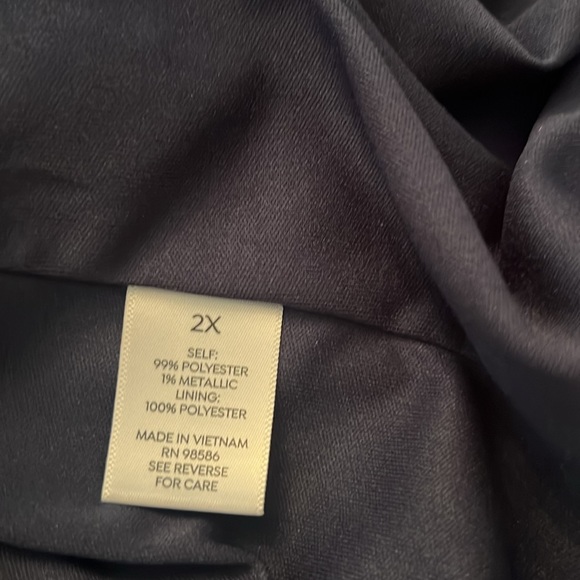 2X
SELF:
99% POLYESTER
1% METALLIC
LINING:
100% POLYESTER
MADE IN VIETNAM
RN 98586
SEE REVERSE
FOR CARE